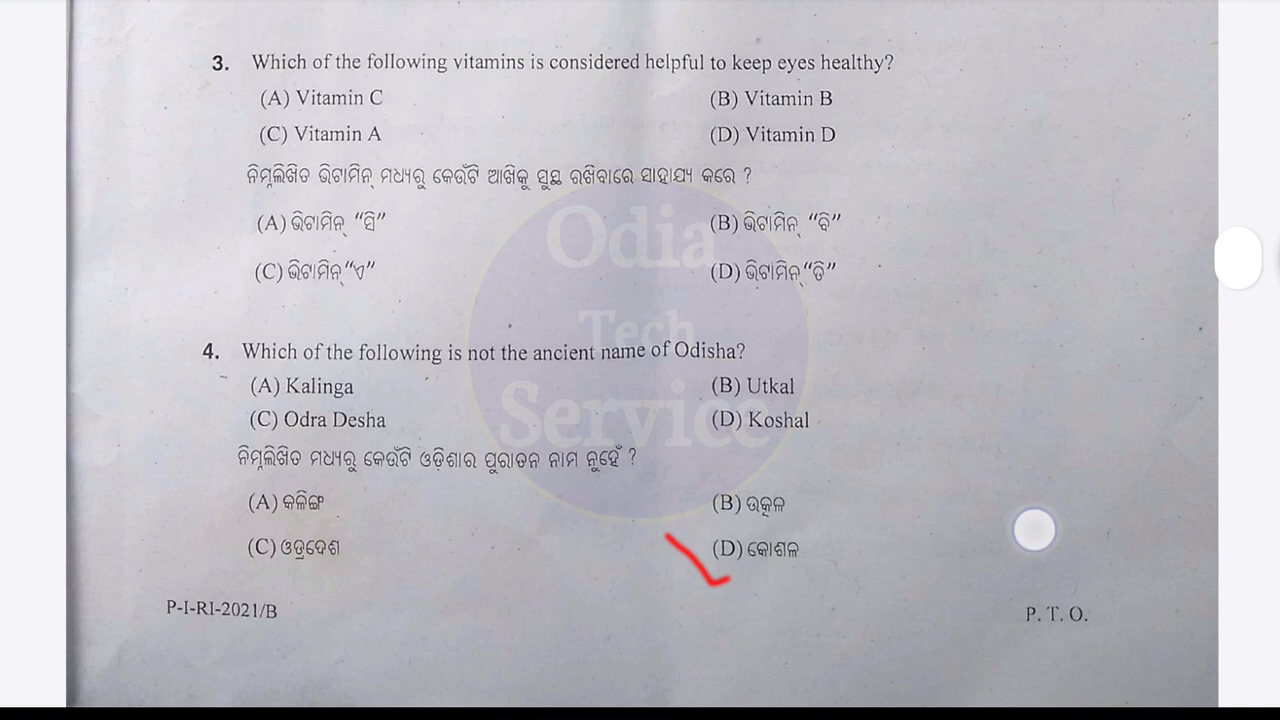 3. Which of the following vitamins is considered helpful to keep eyes healthy?
(A) Vitamin C (B) Vitamin B
(C) Vitamin A (D) Vitamin D
ନିମ୍ନଲିଖିତ ଭିଟାମିନ୍ ମଧ୍ୟରୁ କେଉଁଟି ଆଖିକୁ ସୁସ୍ଥ ରଖିବାରେ ସାହାଯ୍ୟ କରେ ?
(A) ଭିଟାମିନ୍ “ସି” (B) ଭିଟାମିନ୍ “ବି”
(C) ଭିଟାମିନ୍ “ଏ” (D) ଭିଟାମିନ୍ “ଡି”
Odia
Tech
Service
4. Which of the following is not the ancient name of Odisha?
(A) Kalinga (B) Utkal
(C) Odra Desha (D) Koshal
ନିମ୍ନଲିଖିତ ମଧ୍ୟରୁ କେଉଁଟି ଓଡ଼ିଶାର ପୁରାତନ ନାମ ନୁହେଁ ?
(A) କଳିଙ୍ଗ (B) ଉତ୍କଳ
(C) ଓଡ୍ରଦେଶ (D) କୋଶଳ
P-I-RI-2021/B P. T. O.